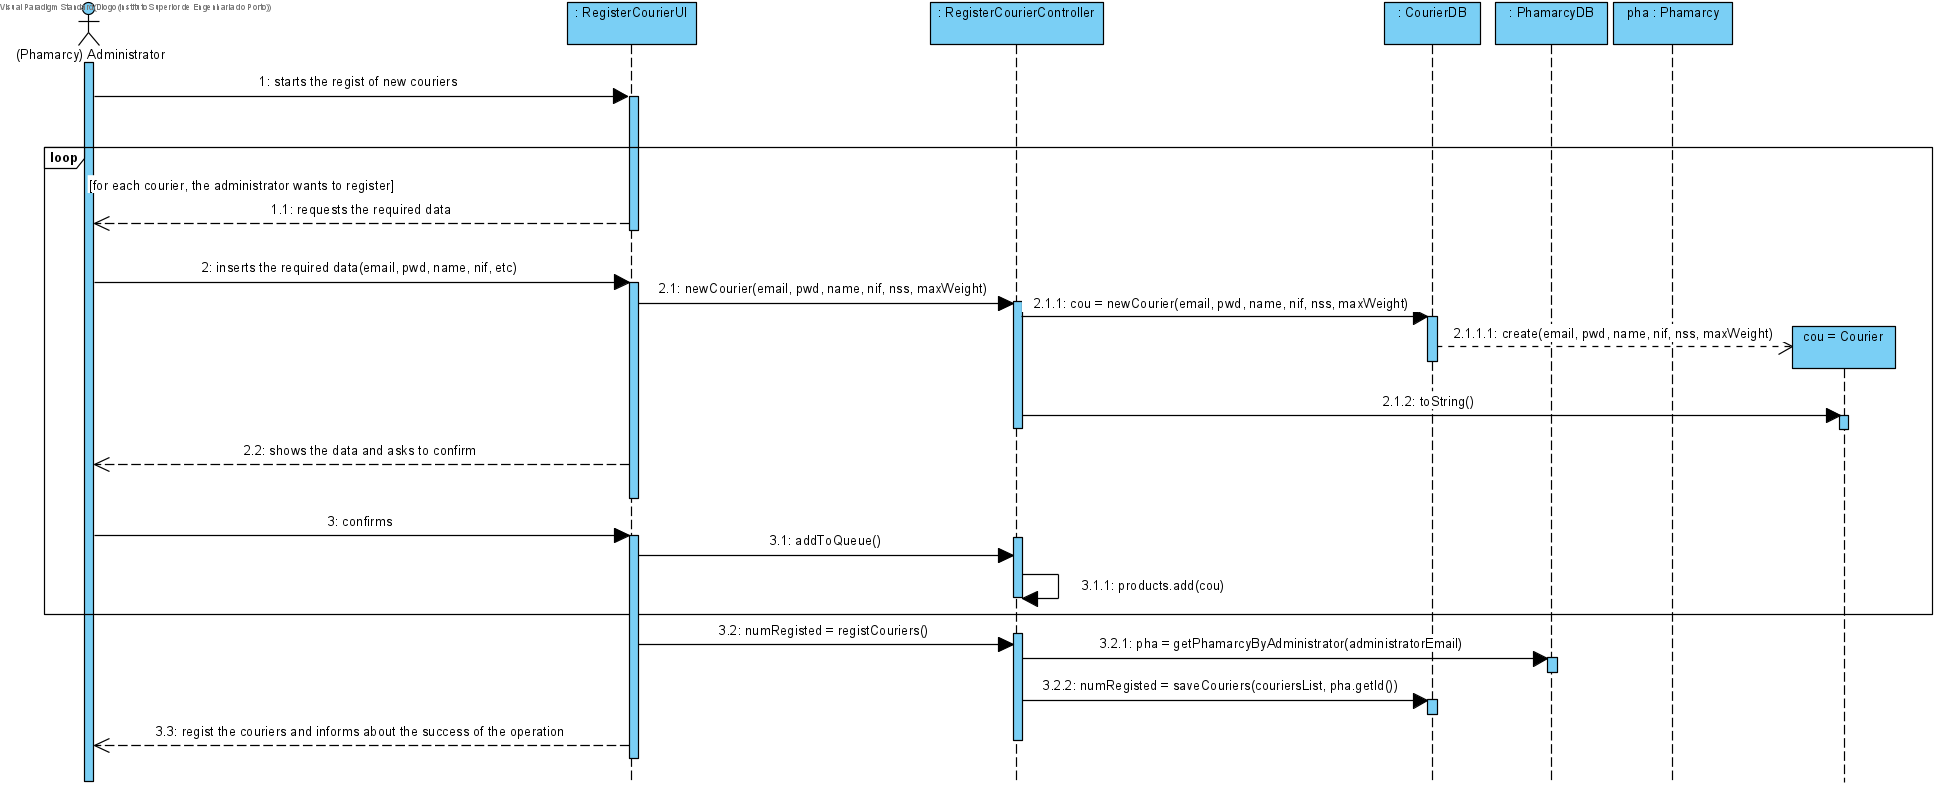 Visual Paradigm Standard(Diogo(Instituto Superior de Engenharia do Porto))
: RegisterCourierUI
: RegisterCourierController
: CourierDB
: PhamarcyDB
pha : Phamarcy
(Phamarcy) Administrator
1: starts the regist of new couriers
loop
[for each courier, the administrator wants to register]
1.1: requests the required data
2: inserts the required data(email, pwd, name, nif, etc)
2.1: newCourier(email, pwd, name, nif, nss, maxWeight)
2.1.1: cou = newCourier(email, pwd, name, nif, nss, maxWeight)
2.1.1.1: create(email, pwd, name, nif, nss, maxWeight)
cou = Courier
2.1.2: toString()
2.2: shows the data and asks to confirm
3: confirms
3.1: addToQueue()
3.1.1: products.add(cou)
3.2: numRegisted = registCouriers()
3.2.1: pha = getPhamarcyByAdministrator(administratorEmail)
3.2.2: numRegisted = saveCouriers(couriersList, pha.getId())
3.3: regist the couriers and informs about the success of the operation